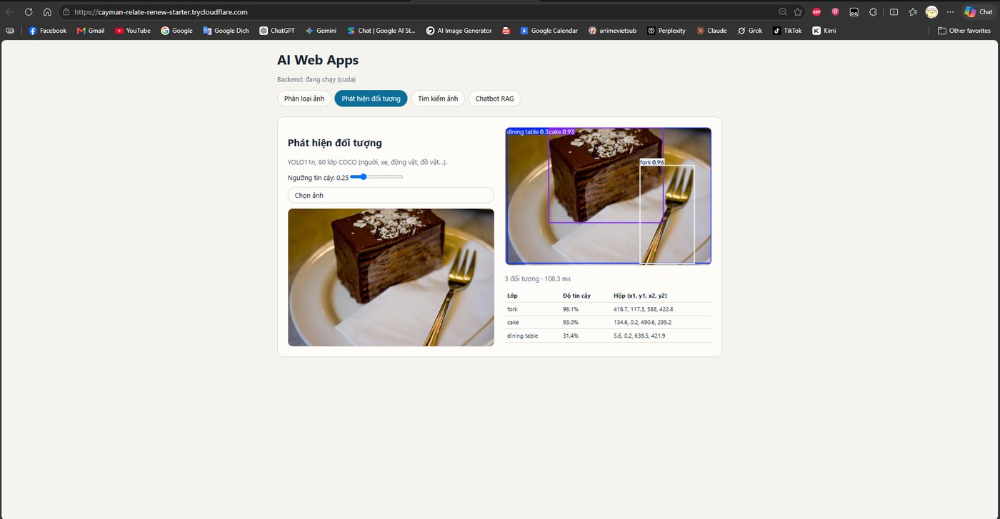 https://cayman-relate-renew-starter.trycloudflare.com
ABP
Chat
Facebook
Gmail
YouTube
Google
Google Dịch
ChatGPT
Gemini
Chat | Google AI St...
AI Image Generator
Google Calendar
animevietsub
Perplexity
Claude
Grok
TikTok
Kimi
Other favorites
AI Web Apps
Backend: đang chạy (cuda)
Phân loại ảnh
Phát hiện đối tượng
Tìm kiếm ảnh
Chatbot RAG
Phát hiện đối tượng
YOLO11n, 80 lớp COCO (người, xe, động vật, đồ vật...).
Ngưỡng tin cậy: 0.25
Chọn ảnh
dining table 0.3
cake 0.93
fork 0.96
3 đối tượng · 108.3 ms
Lớp Độ tin cậy Hộp (x1, y1, x2, y2)
fork 96.1% 418.7, 117.3, 588, 422.6
cake 93.0% 134.6, 0.2, 490.6, 295.2
dining table 31.4% 5.6, 0.2, 639.5, 421.9